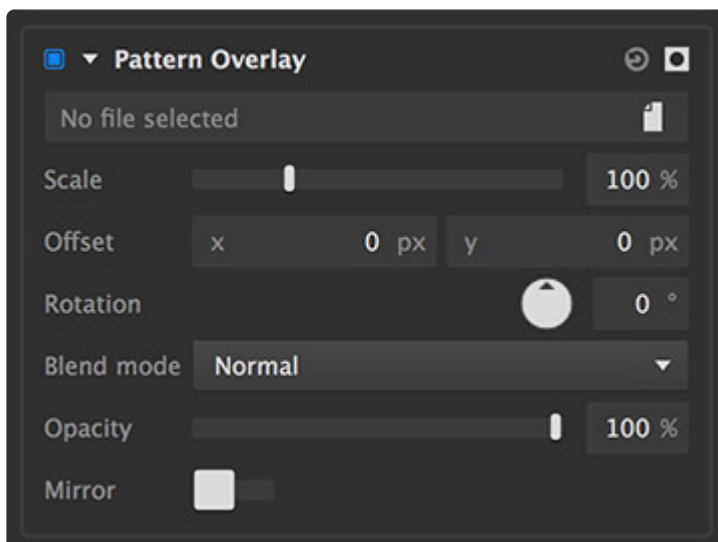 Pattern Overlay
No file selected
Scale 100 %
Offset x 0 px y 0 px
Rotation 0 °
Blend mode Normal
Opacity 100 %
Mirror